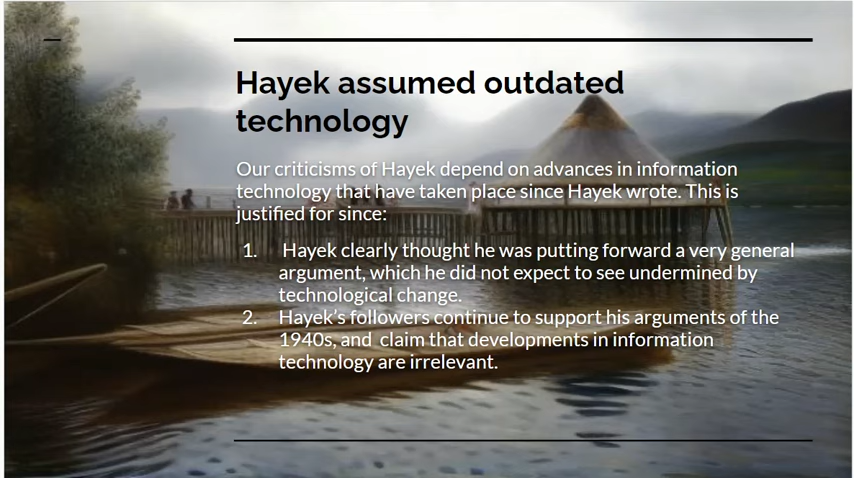 Hayek assumed outdated
technology
Our criticisms of Hayek depend on advances in information
technology that have taken place since Hayek wrote. This is
justified for since:
1. Hayek clearly thought he was putting forward a very general
argument, which he did not expect to see undermined by
technological change.
2. Hayek's followers continue to support his arguments of the
1940s, and claim that developments in information
technology are irrelevant.